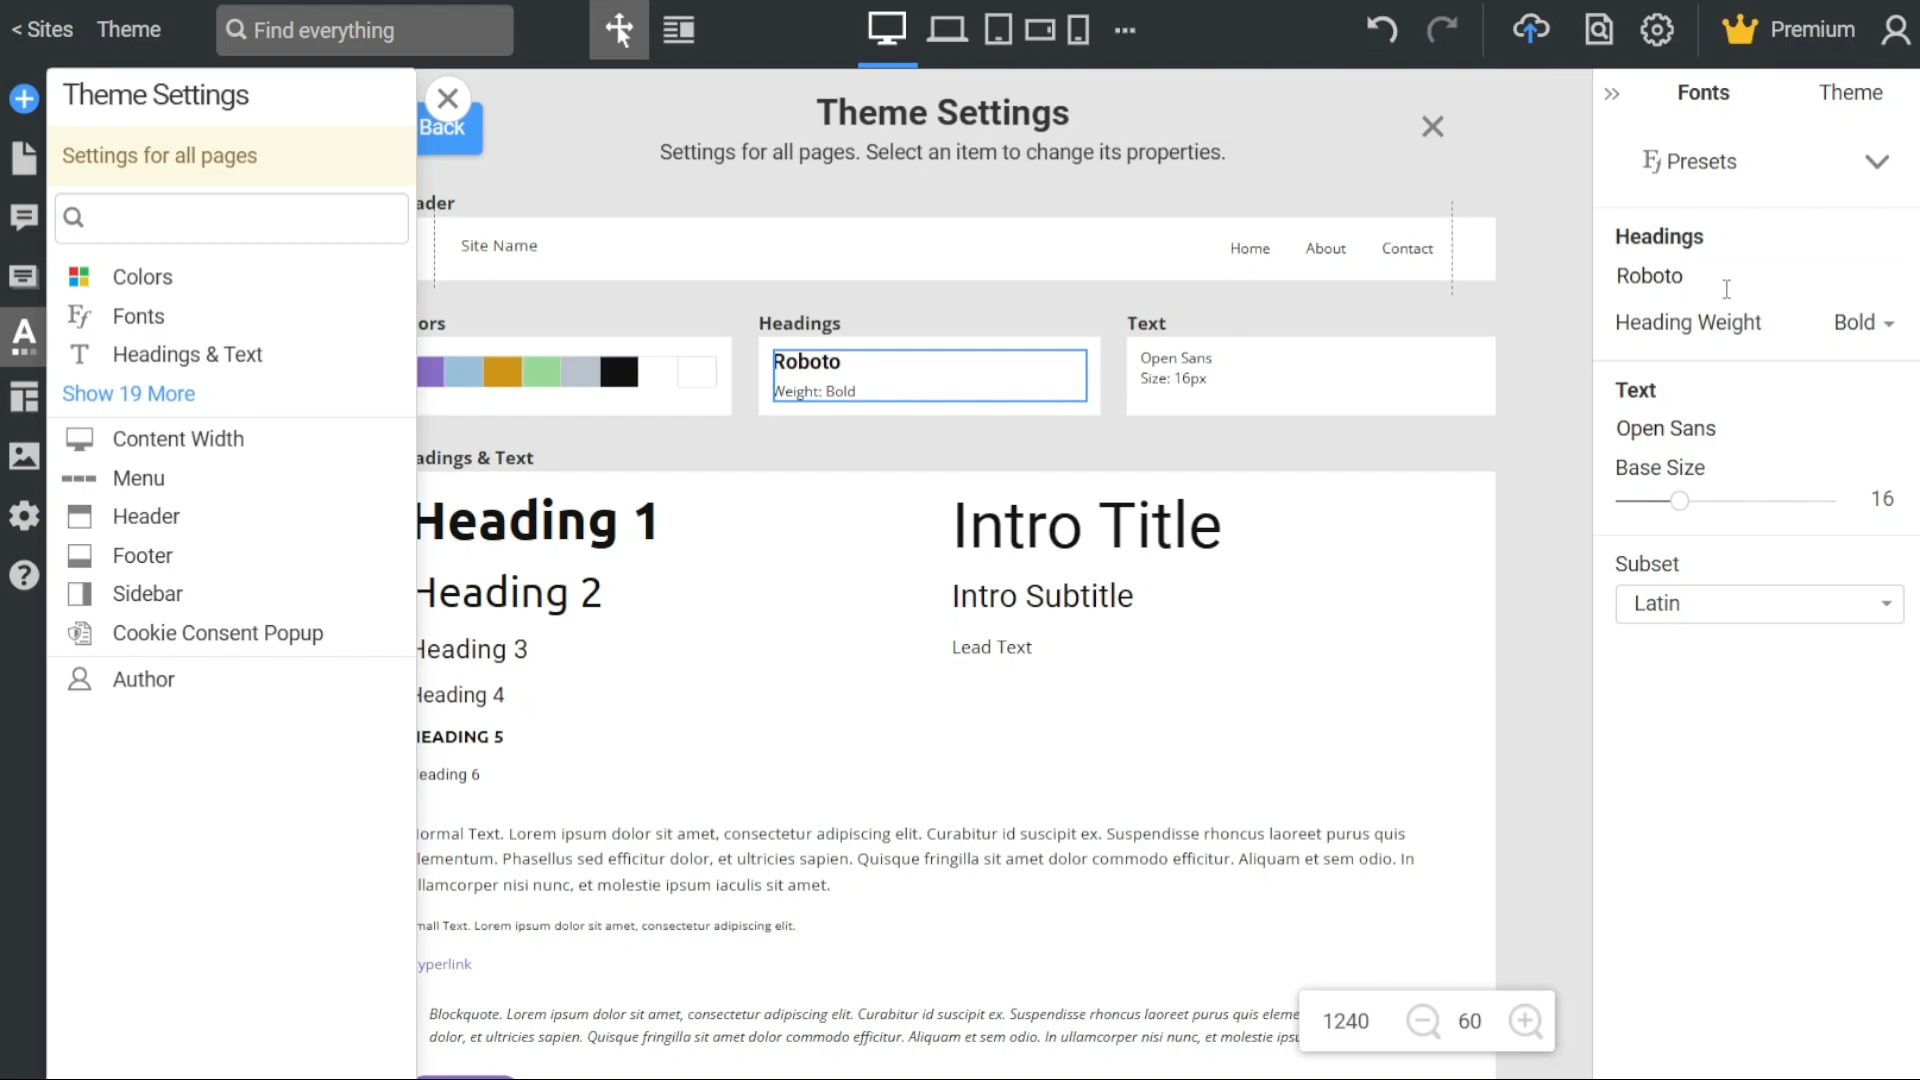 < Sites
Theme
Find everything
Premium
Theme Settings
Settings for all pages
Colors
Fonts
Headings & Text
Show 19 More
Content Width
Menu
Header
Footer
Sidebar
Cookie Consent Popup
Author
Back
Theme Settings
Settings for all pages. Select an item to change its properties.
ader
Site Name
Home
About
Contact
ors
Headings
Roboto
Weight: Bold
Text
Open Sans
Size: 16px
adings & Text
Heading 1
Heading 2
Heading 3
Heading 4
HEADING 5
eading 6
Intro Title
Intro Subtitle
Lead Text
ormal Text. Lorem ipsum dolor sit amet, consectetur adipiscing elit. Curabitur id suscipit ex. Suspendisse rhoncus laoreet purus quis
lementum. Phasellus sed efficitur dolor, et ultricies sapien. Quisque fringilla sit amet dolor commodo efficitur. Aliquam et sem odio. In
llamcorper nisi nunc, et molestie ipsum iaculis sit amet.
mall Text. Lorem ipsum dolor sit amet, consectetur adipiscing elit.
yperlink
Blockquote. Lorem ipsum dolor sit amet, consectetur adipiscing elit. Curabitur id suscipit ex. Suspendisse rhoncus laoreet purus quis eleme
dolor, et ultricies sapien. Quisque fringilla sit amet dolor commodo efficitur. Aliquam et sem odio. In ullamcorper nisi nunc, et molestie ipsu
1240
60
Fonts
Theme
Presets
Headings
Roboto
Heading Weight
Bold
Text
Open Sans
Base Size
16
Subset
Latin